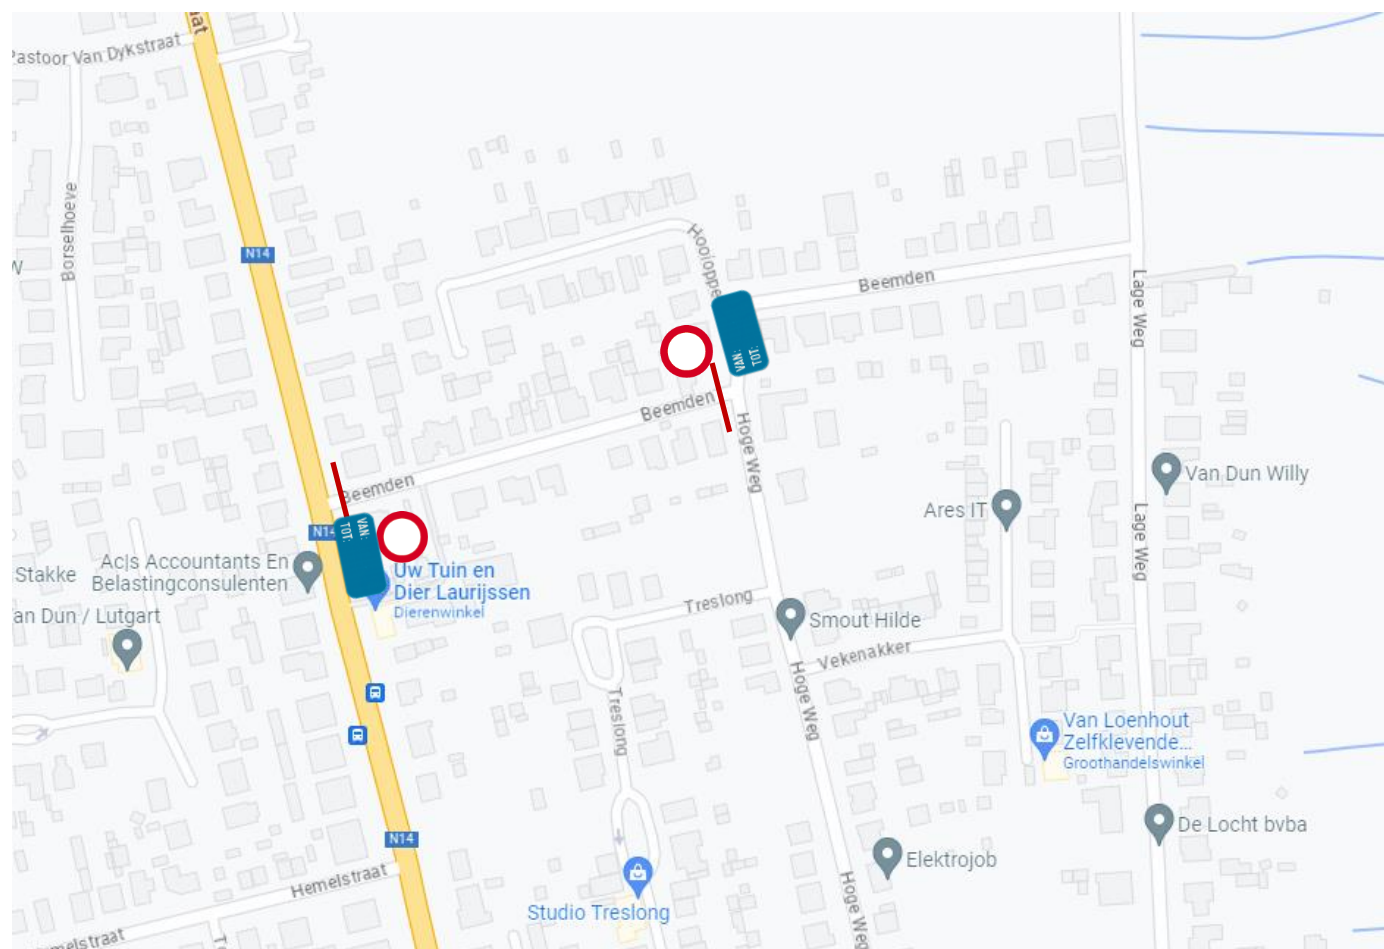 aat
Pastoor Van Dykstraat
Borselhoeve
W
N14
Hooioppe
Beemden
Lage Weg
VAN:
TOT:
Beemden
Hoge Weg
Beemden
VAN:
TOT:
N14
Van Dun Willy
Ares IT
Lage Weg
Ac|s Accountants En
Belastingconsulenten
Stakke
Uw Tuin en
Dier Laurijssen
Dierenwinkel
an Dun / Lutgart
Treslong
Smout Hilde
Vekenakker
Hoge Weg
Treslong
Van Loenhout
Zelfklevende...
Groothandelswinkel
De Locht bvba
N14
Elektrojob
Hemelstraat
Hoge Weg
Studio Treslong
emelstraat
T